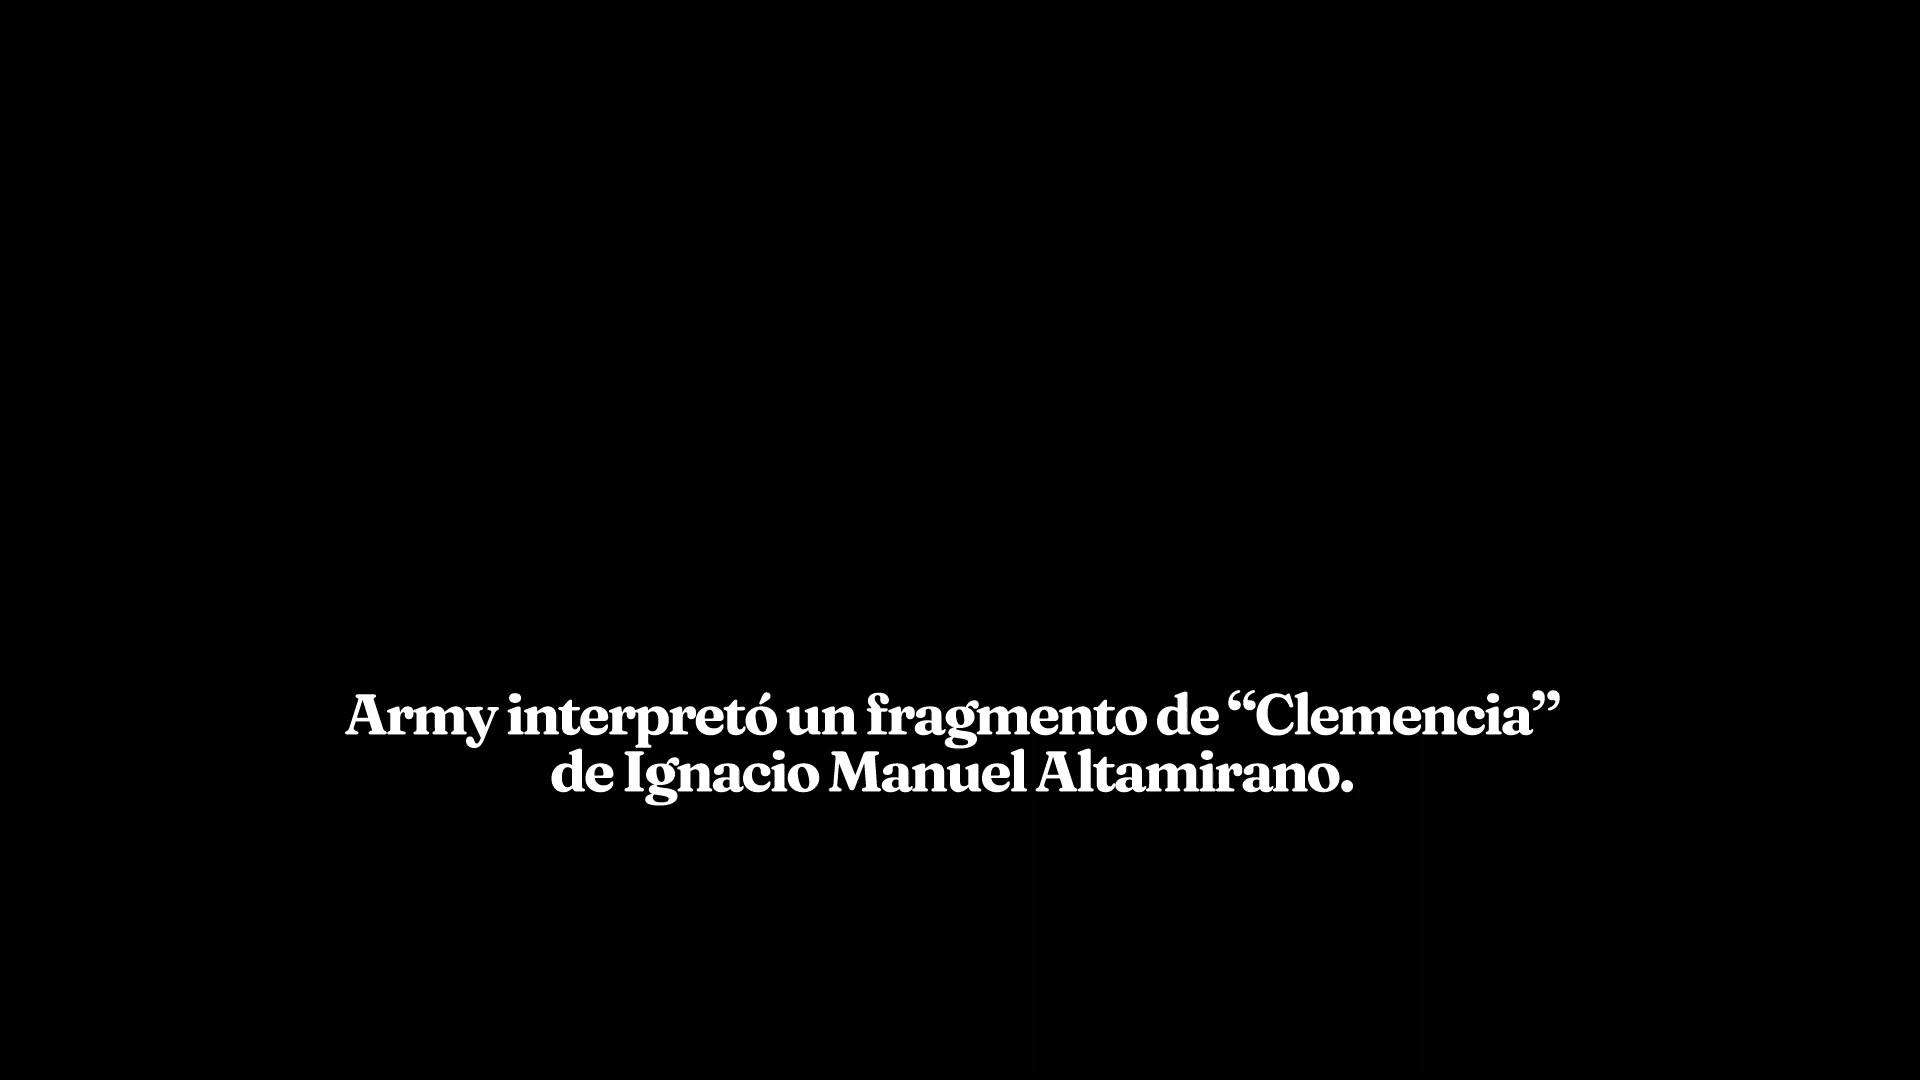 Army interpretó un fragmento de “Clemencia”
de Ignacio Manuel Altamirano.